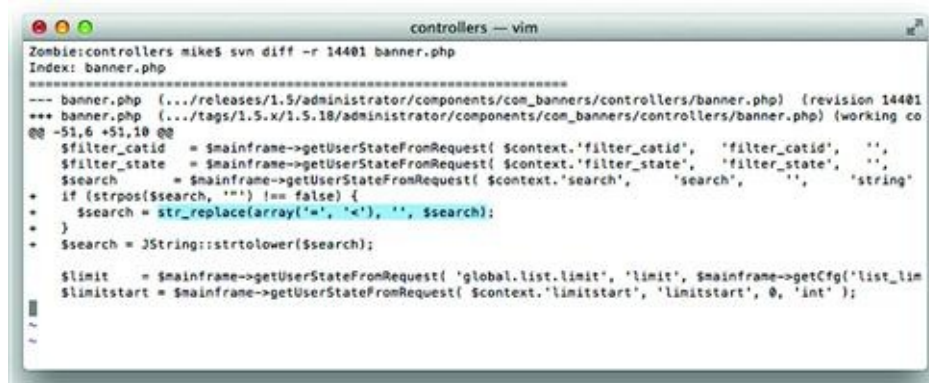 controllers — vim
Zombie:controllers mike$ svn diff -r 14401 banner.php
Index: banner.php
===================================================================
--- banner.php  (.../releases/1.5/administrator/components/com_banners/controllers/banner.php)  (revision 14401
+++ banner.php  (.../tags/1.5.x/1.5.18/administrator/components/com_banners/controllers/banner.php) (working co
@@ -51,6 +51,10 @@
    $filter_catid   = $mainframe->getUserStateFromRequest( $context.'filter_catid',   'filter_catid',   '',
    $filter_state   = $mainframe->getUserStateFromRequest( $context.'filter_state',   'filter_state',   '',
    $search         = $mainframe->getUserStateFromRequest( $context.'search',     'search',     '',     'string'
+   if (strpos($search, '"') !== false) {
+     $search = str_replace(array('=', '<'), '', $search);
+   }
+   $search = JString::strtolower($search);
    $limit    = $mainframe->getUserStateFromRequest( 'global.list.limit', 'limit', $mainframe->getCfg('list_lim
    $limitstart = $mainframe->getUserStateFromRequest( $context.'limitstart', 'limitstart', 0, 'int' );
~
~